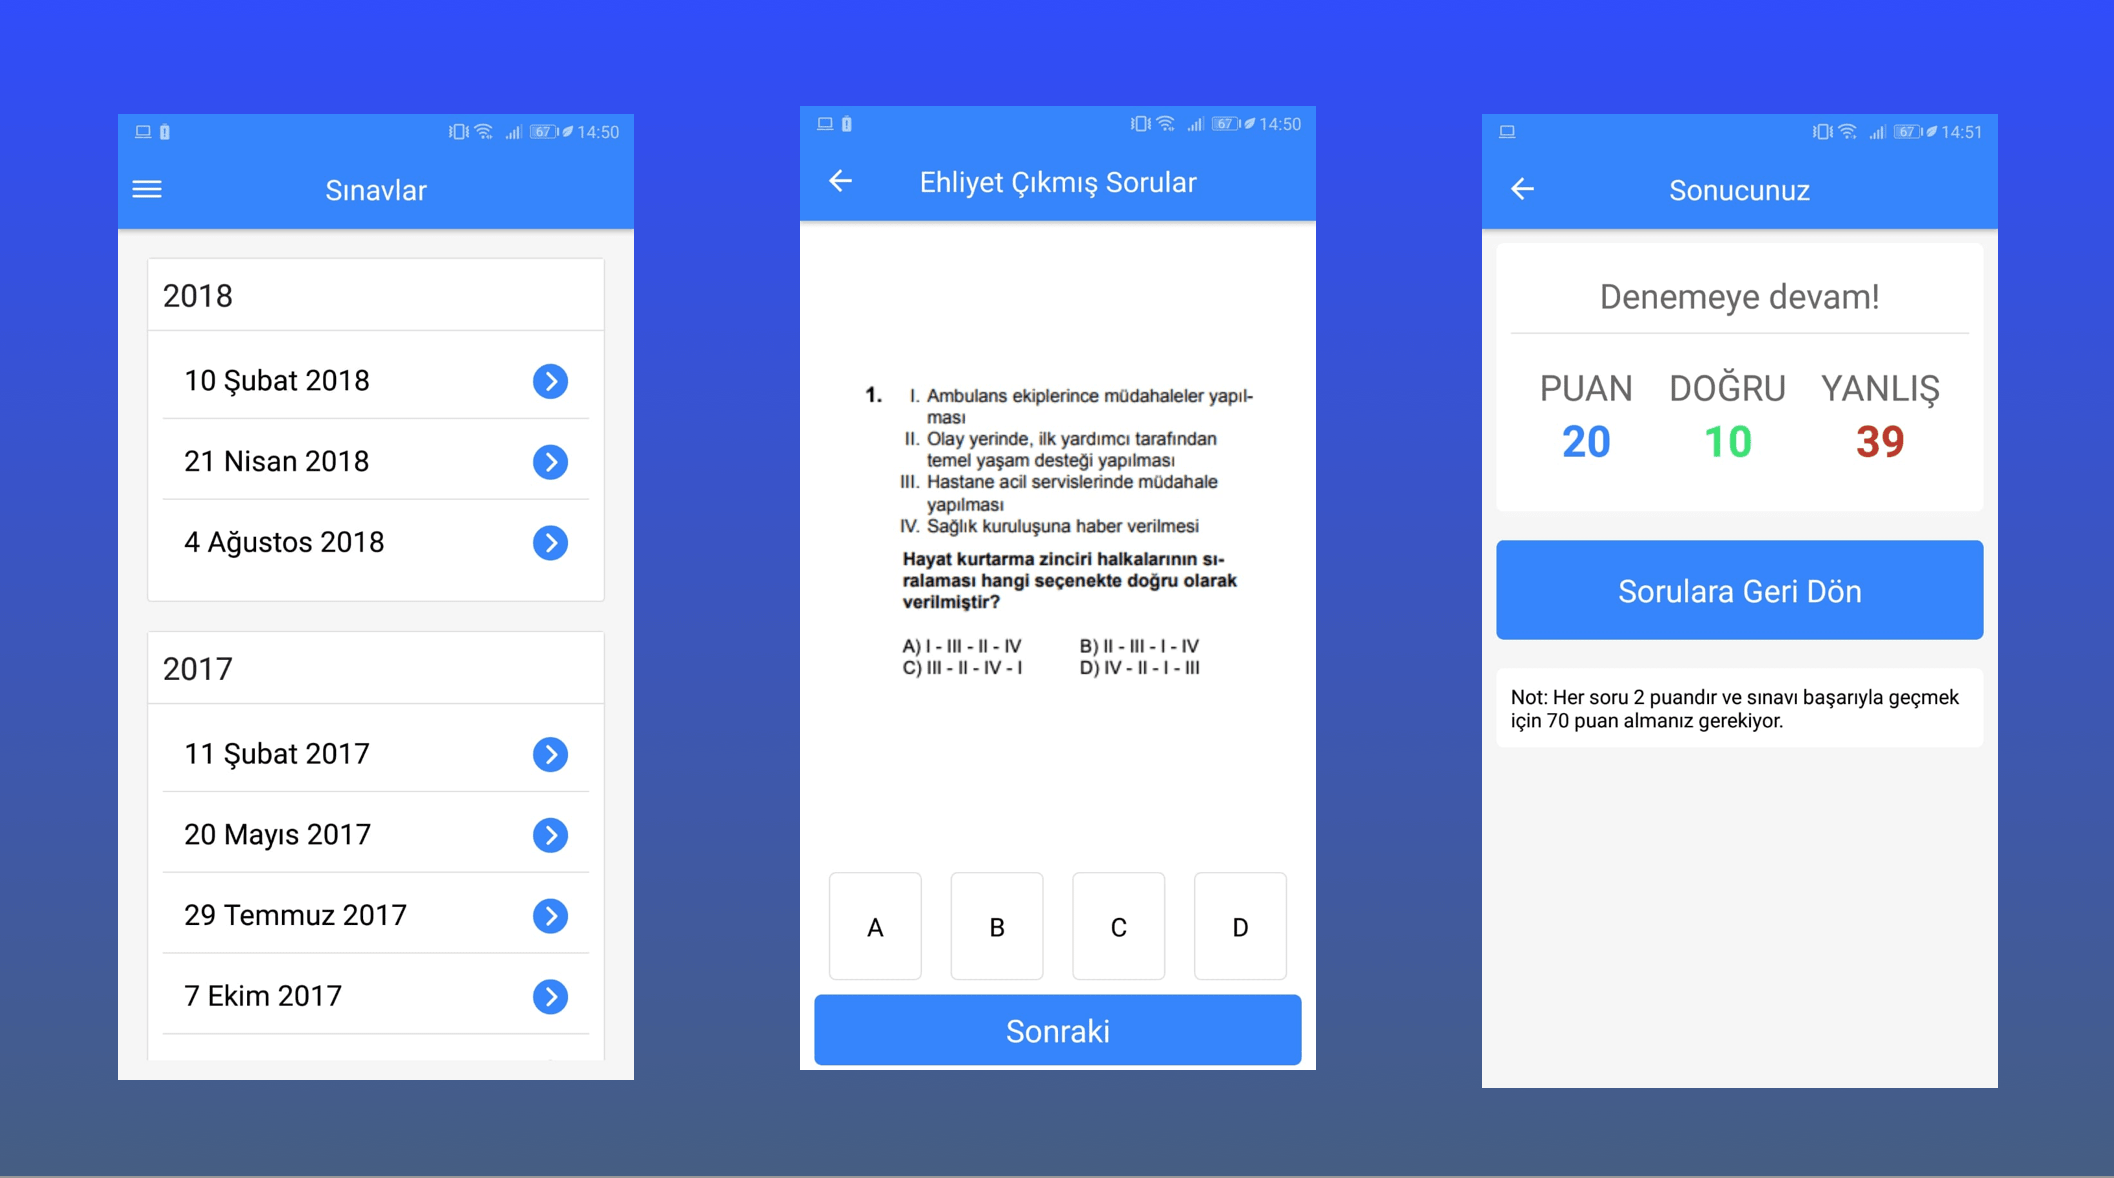 67 14:50
Sınavlar
2018
10 Şubat 2018
21 Nisan 2018
4 Ağustos 2018
2017
11 Şubat 2017
20 Mayıs 2017
29 Temmuz 2017
7 Ekim 2017
67 14:50
Ehliyet Çıkmış Sorular
1. I. Ambulans ekiplerince müdahaleler yapıl-
ması
II. Olay yerinde, ilk yardımcı tarafından
temel yaşam desteği yapılması
III. Hastane acil servislerinde müdahale
yapılması
IV. Sağlık kuruluşuna haber verilmesi
Hayat kurtarma zinciri halkalarının sı-
ralaması hangi seçenekte doğru olarak
verilmiştir?
A) I - III - II - IV B) II - III - I - IV
C) III - II - IV - I D) IV - II - I - III
A B C D
Sonraki
67 14:51
Sonucunuz
Denemeye devam!
PUAN DOĞRU YANLIŞ
20 10 39
Sorulara Geri Dön
Not: Her soru 2 puandır ve sınavı başarıyla geçmek
için 70 puan almanız gerekiyor.